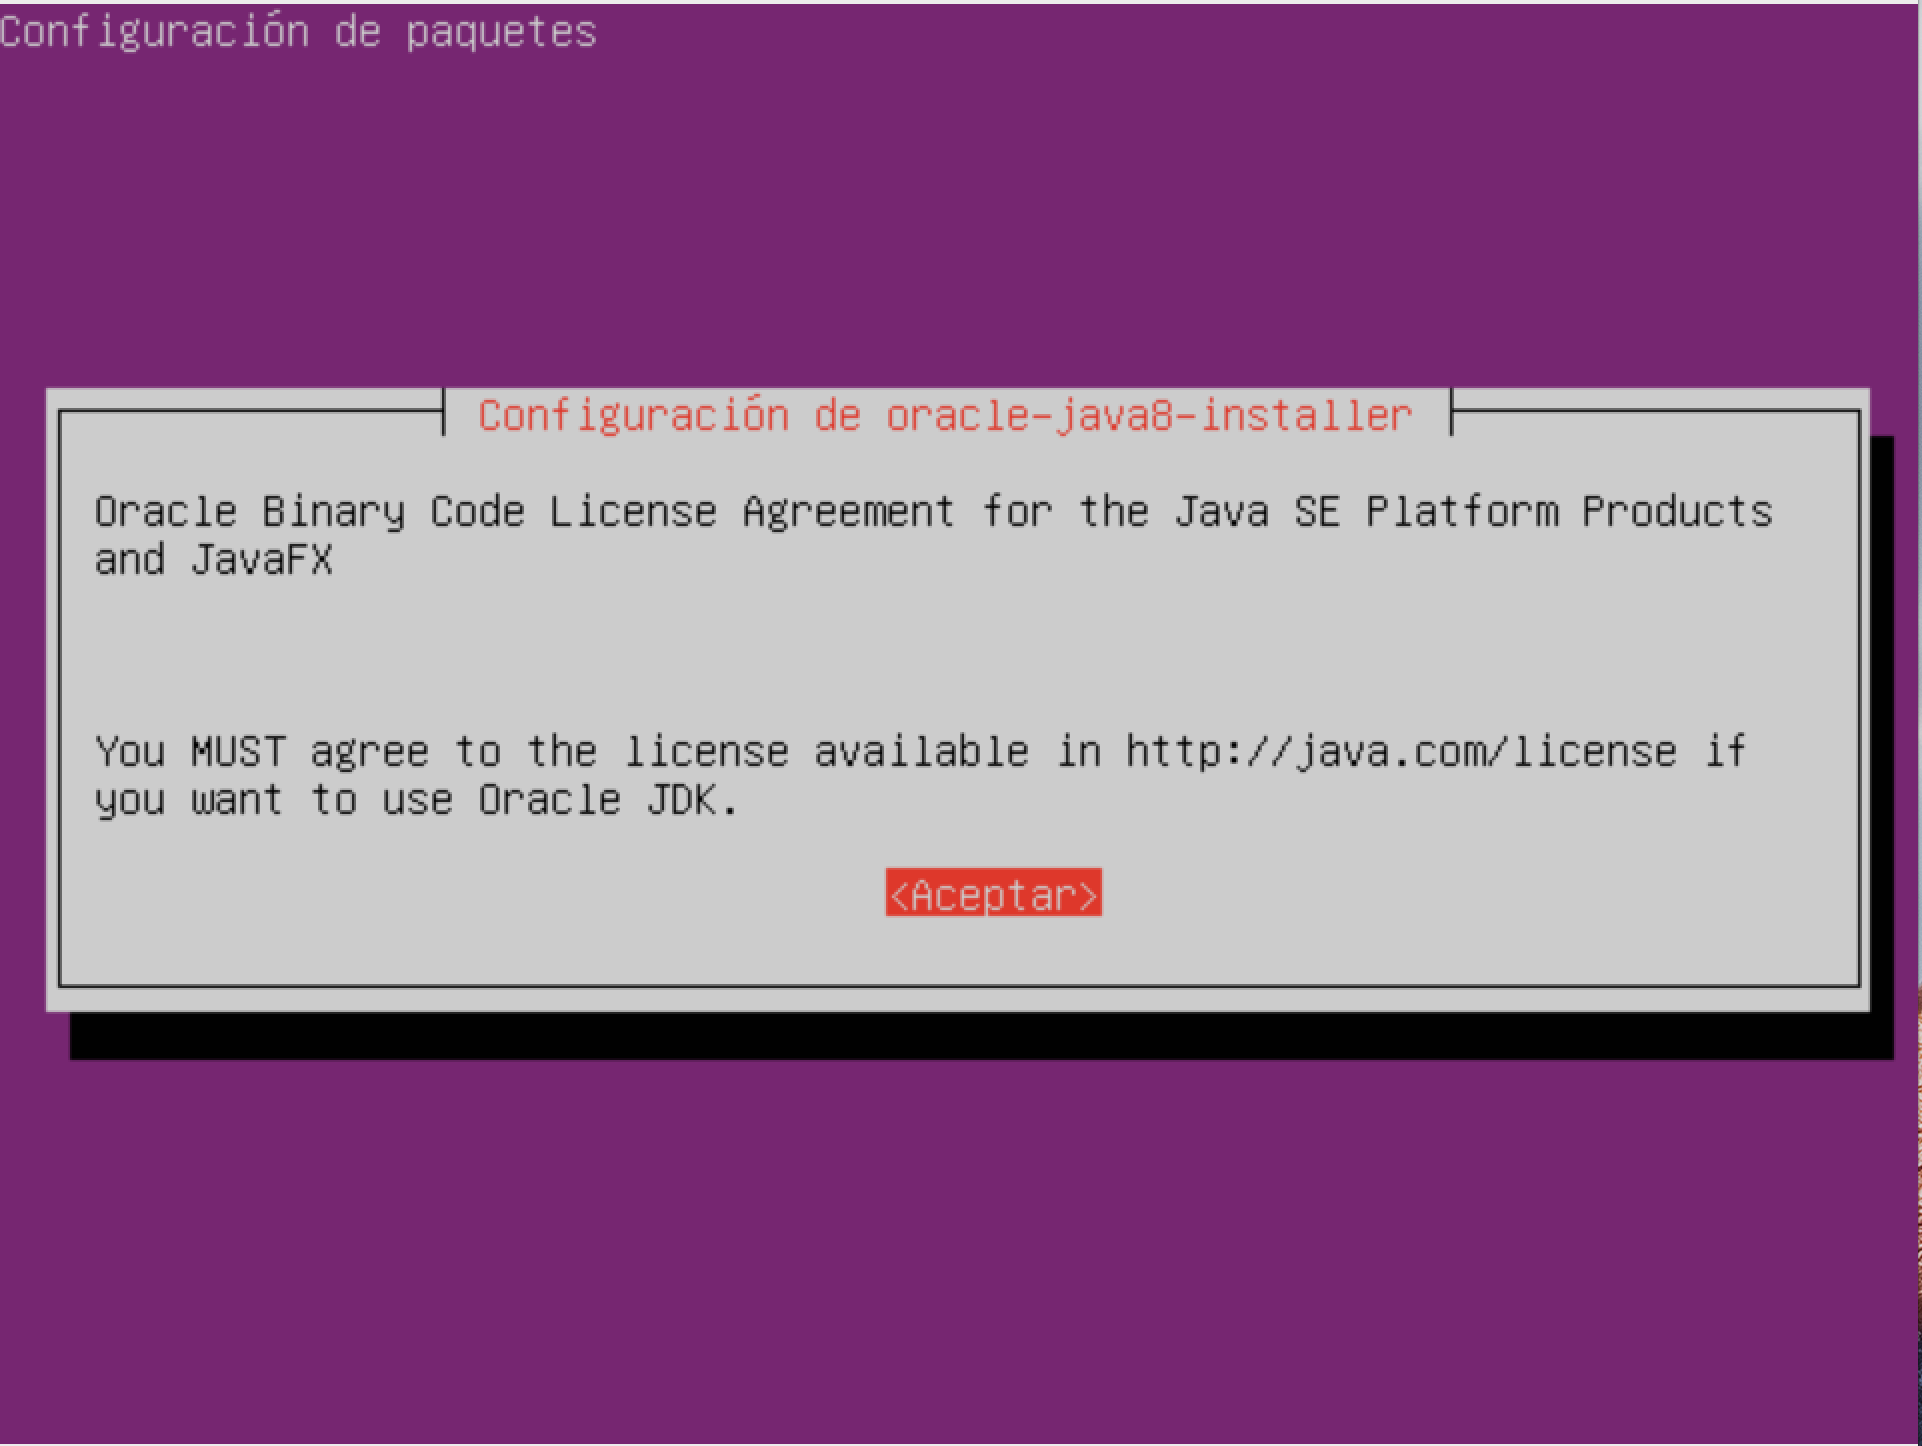 Configuración de paquetes
Configuración de oracle-java8-installer
Oracle Binary Code License Agreement for the Java SE Platform Products
and JavaFX
You MUST agree to the license available in http://java.com/license if
you want to use Oracle JDK.
<Aceptar>